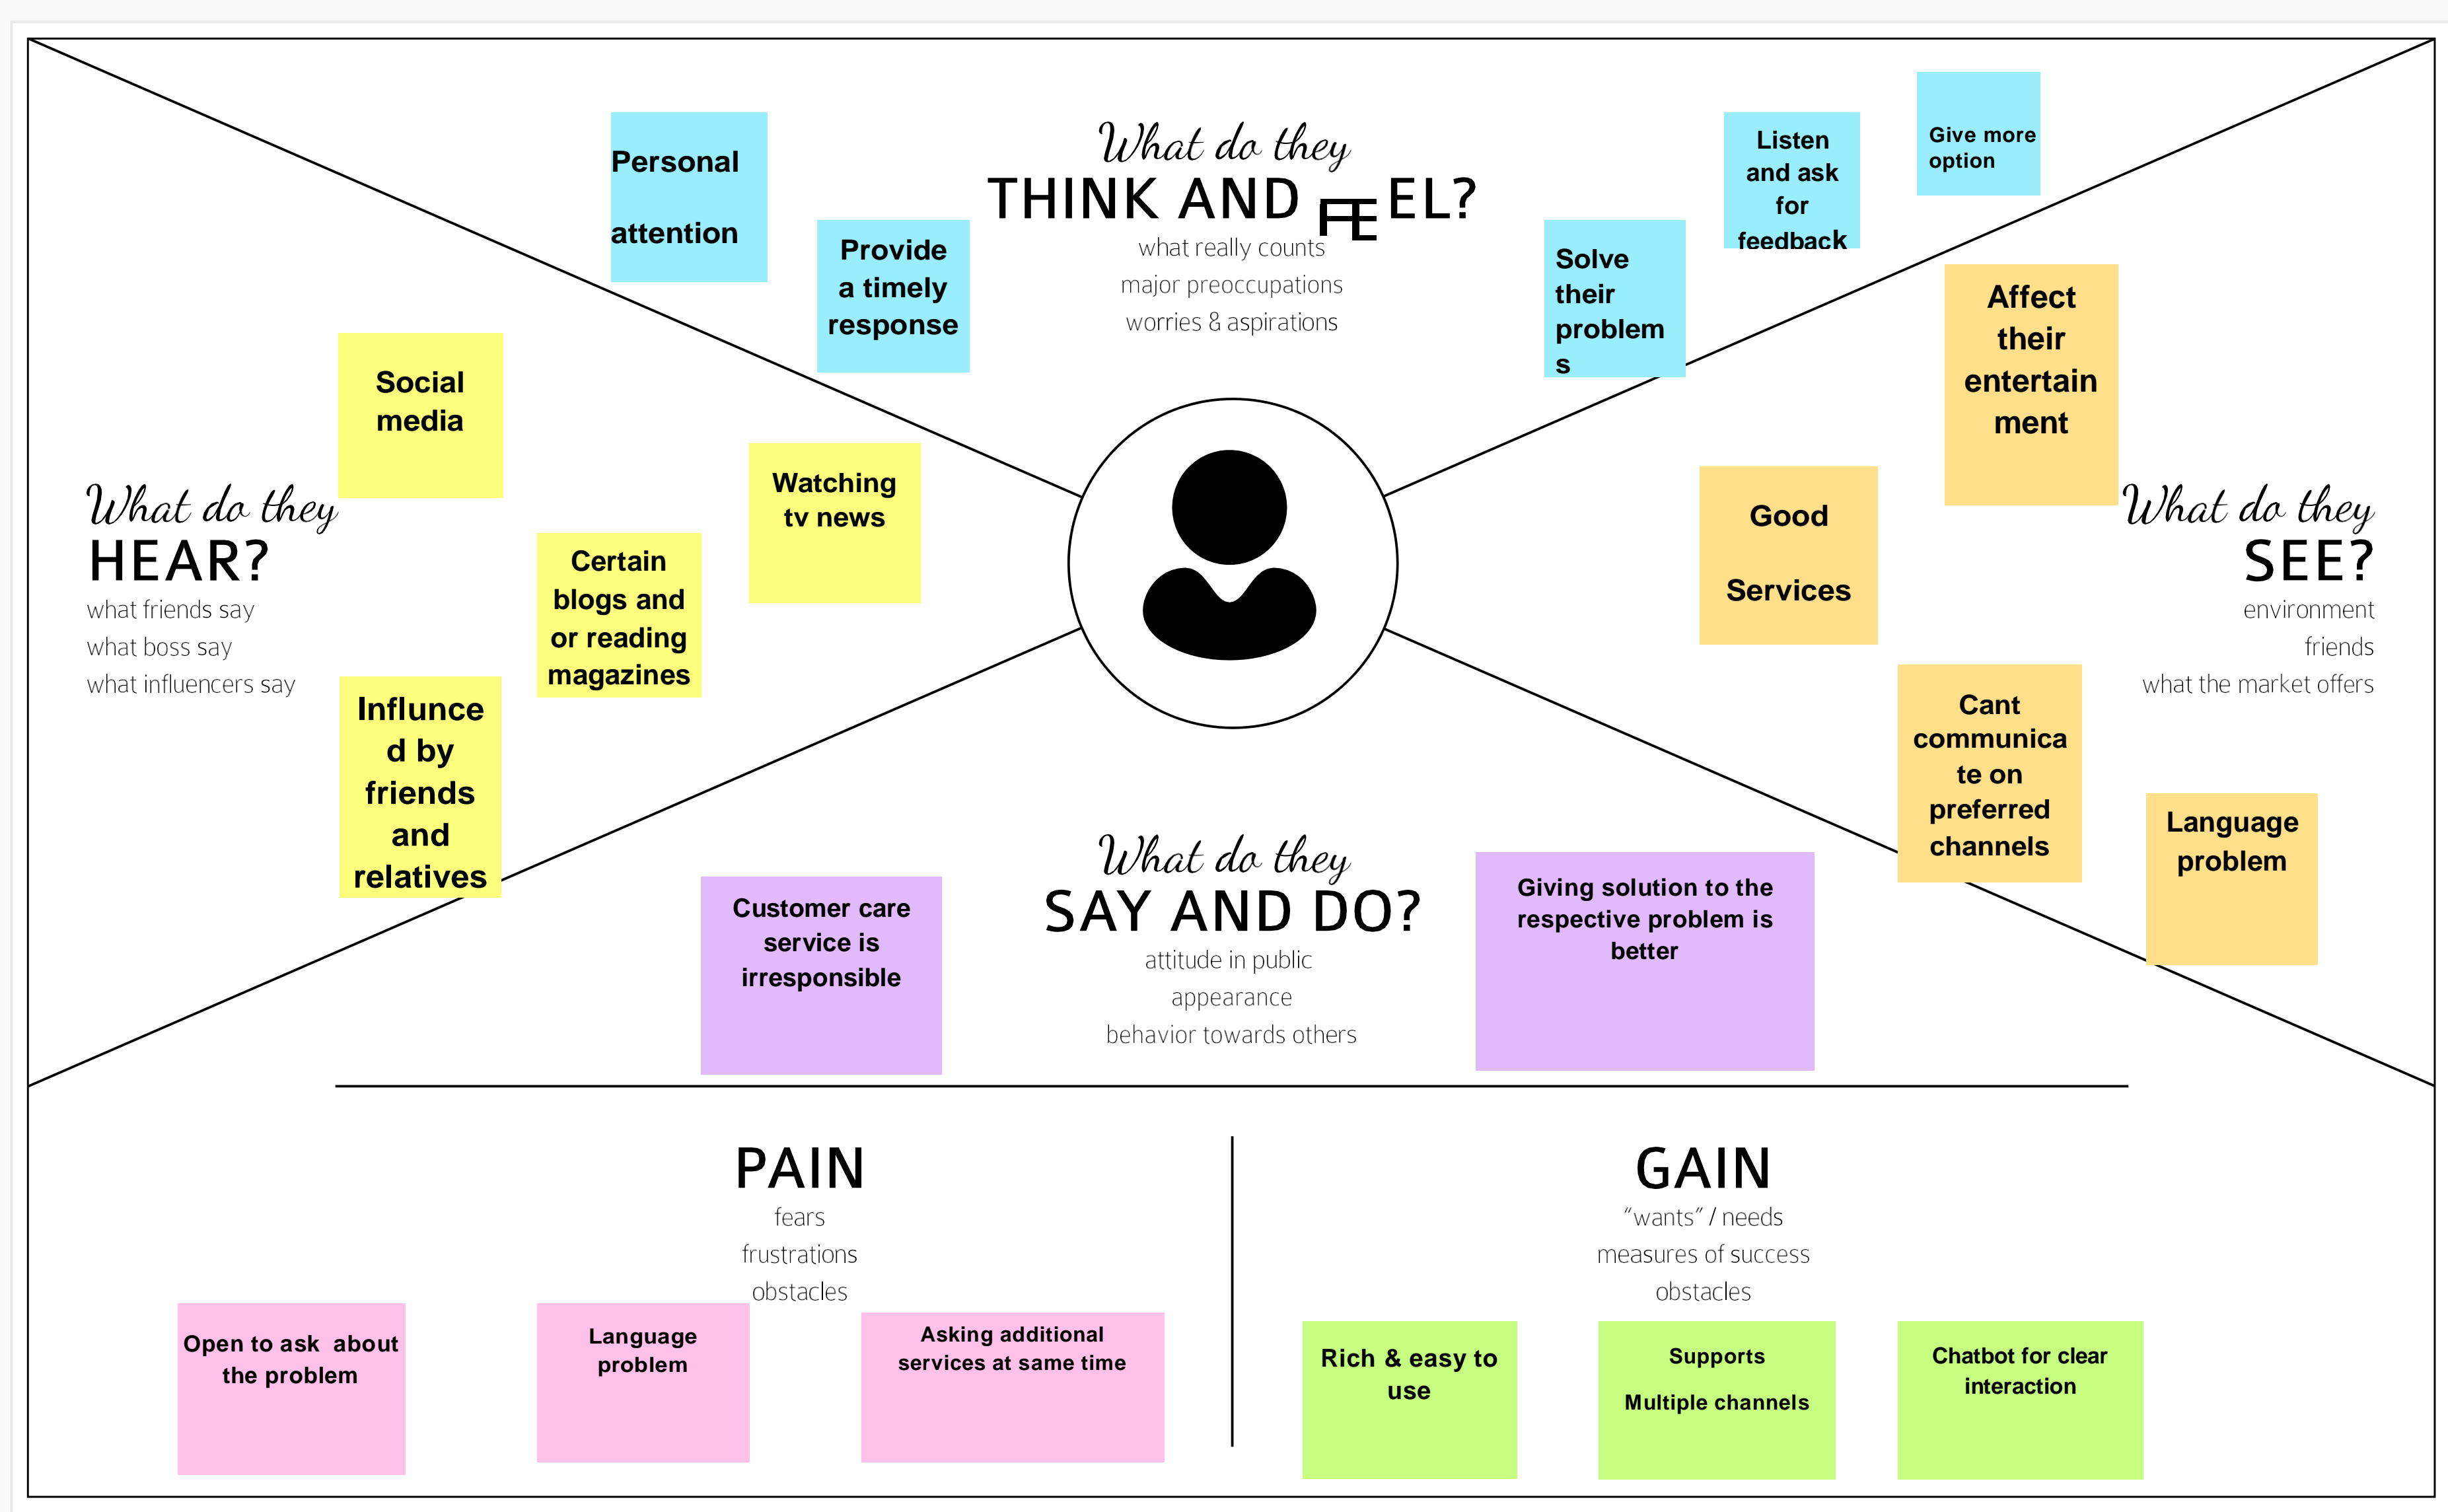 What do they
THINK AND FEEL?
what really counts
major preoccupations
worries & aspirations
Personal
attention
Provide
a timely
response
Solve
their
problem
s
Listen
and ask
for
feedback
Give more
option
What do they
HEAR?
what friends say
what boss say
what influencers say
Social
media
Watching
tv news
Certain
blogs and
or reading
magazines
Influnce
d by
friends
and
relatives
What do they
SEE?
environment
friends
what the market offers
Affect
their
entertain
ment
Good
Services
Cant
communica
te on
preferred
channels
Language
problem
What do they
SAY AND DO?
attitude in public
appearance
behavior towards others
Customer care
service is
irresponsible
Giving solution to the
respective problem is
better
PAIN
fears
frustrations
obstacles
Open to ask  about
the problem
Language
problem
Asking additional
services at same time
GAIN
“wants” / needs
measures of success
obstacles
Rich & easy to
use
Supports
Multiple channels
Chatbot for clear
interaction